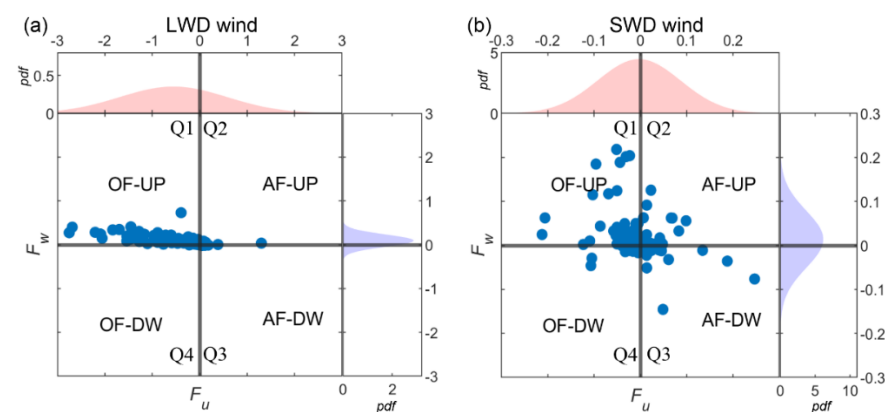 (a) LWD wind
-3 -2 -1 0 1 2 3
pdf
0.5
0
Q1 Q2
OF-UP AF-UP
F_w
OF-DW AF-DW
Q4 Q3
F_u
3
2
1
0
-1
-2
-3
0 2
pdf
(b) SWD wind
-0.3 -0.2 -0.1 0 0.1 0.2
pdf
5
0
Q1 Q2
OF-UP AF-UP
F_w
OF-DW AF-DW
Q4 Q3
F_u
0.3
0.2
0.1
0
-0.1
-0.2
-0.3
0 5 10
pdf